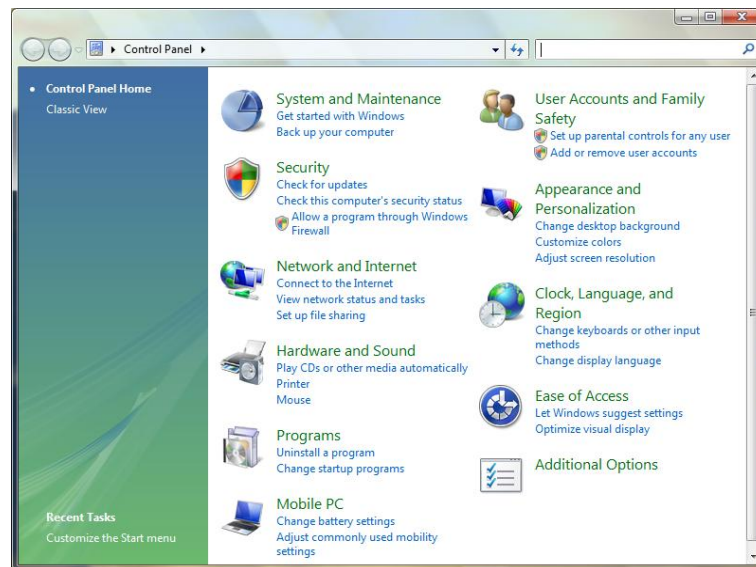 Control Panel
Control Panel Home
Classic View
System and Maintenance
Get started with Windows
Back up your computer
Security
Check for updates
Check this computer's security status
Allow a program through Windows
Firewall
Network and Internet
Connect to the Internet
View network status and tasks
Set up file sharing
Hardware and Sound
Play CDs or other media automatically
Printer
Mouse
Programs
Uninstall a program
Change startup programs
Mobile PC
Change battery settings
Adjust commonly used mobility
settings
User Accounts and Family
Safety
Set up parental controls for any user
Add or remove user accounts
Appearance and
Personalization
Change desktop background
Customize colors
Adjust screen resolution
Clock, Language, and
Region
Change keyboards or other input
methods
Change display language
Ease of Access
Let Windows suggest settings
Optimize visual display
Additional Options
Recent Tasks
Customize the Start menu